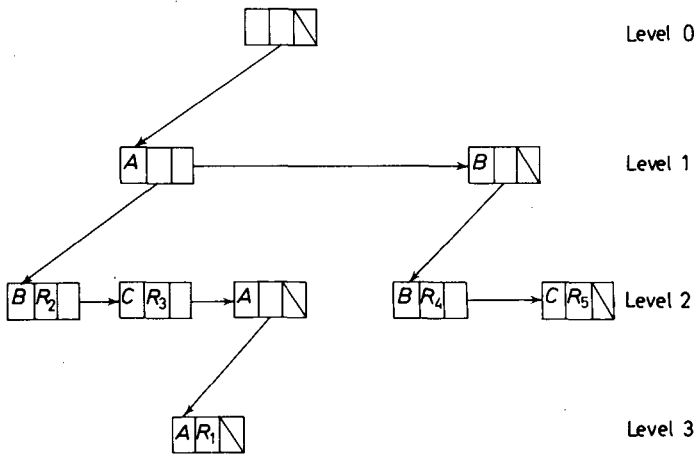 Level 0
A B Level 1
B R₂ C R₃ A B R₄ C R₅ Level 2
A R₁ Level 3